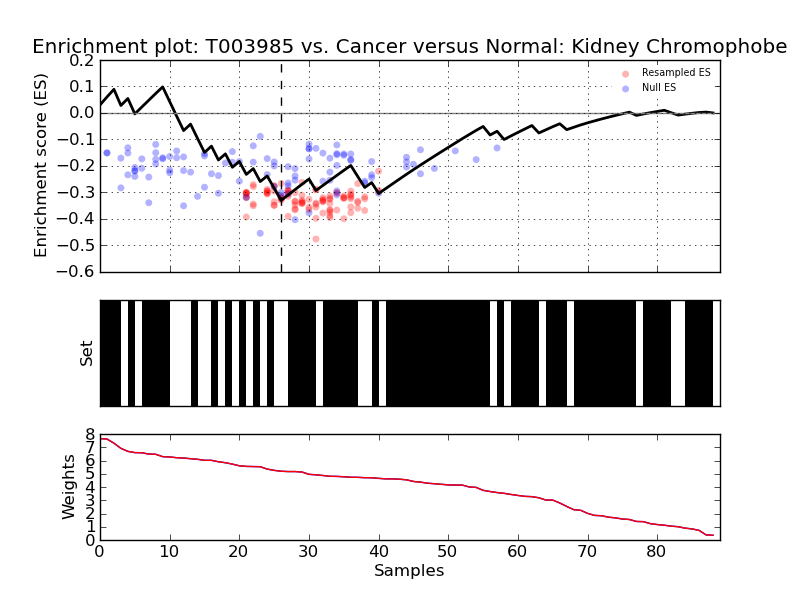 Enrichment plot: T003985 vs. Cancer versus Normal: Kidney Chromophobe
Enrichment score (ES)
0.2
0.1
0.0
−0.1
−0.2
−0.3
−0.4
−0.5
−0.6
Resampled ES
Null ES
Set
Weights
8
7
6
5
4
3
2
1
0
0 10 20 30 40 50 60 70 80
Samples